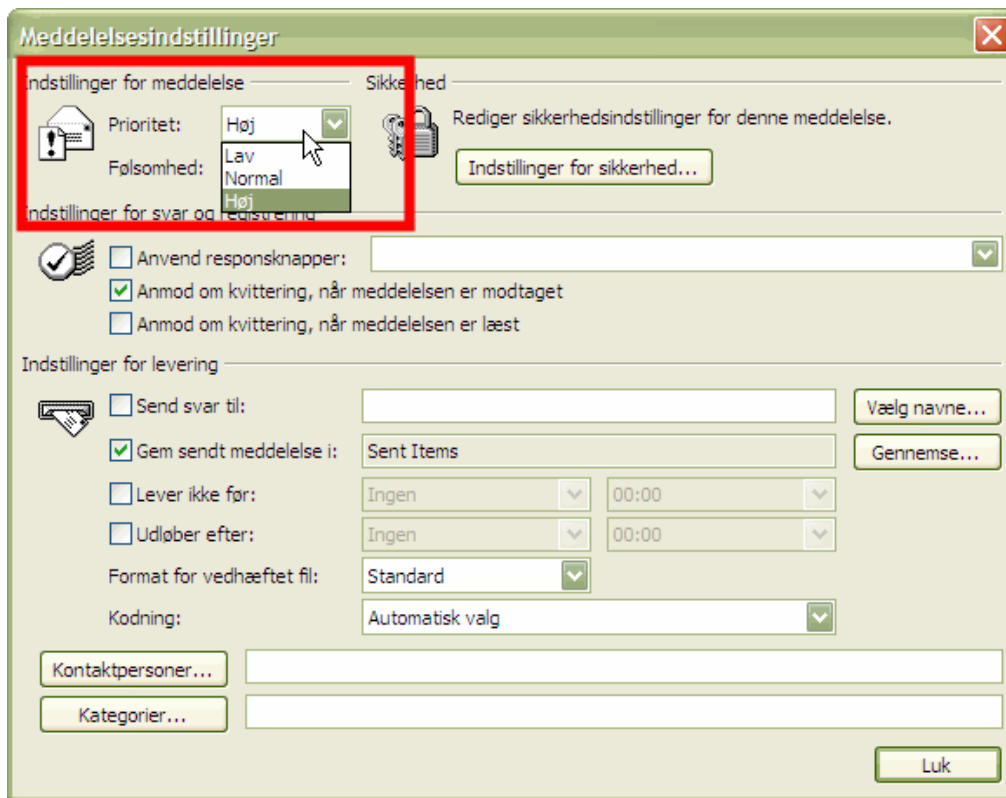 Meddelelsesindstillinger
Indstillinger for meddelelse
Prioritet: Høj
Lav
Normal
Høj
Følsomhed:
Sikkerhed
Rediger sikkerhedsindstillinger for denne meddelelse.
Indstillinger for sikkerhed...
Indstillinger for svar og registrering
Anvend responsknapper:
Anmod om kvittering, når meddelelsen er modtaget
Anmod om kvittering, når meddelelsen er læst
Indstillinger for levering
Send svar til: Vælg navne...
Gem sendt meddelelse i: Sent Items Gennemse...
Lever ikke før: Ingen 00:00
Udløber efter: Ingen 00:00
Format for vedhæftet fil: Standard
Kodning: Automatisk valg
Kontaktpersoner...
Kategorier...
Luk